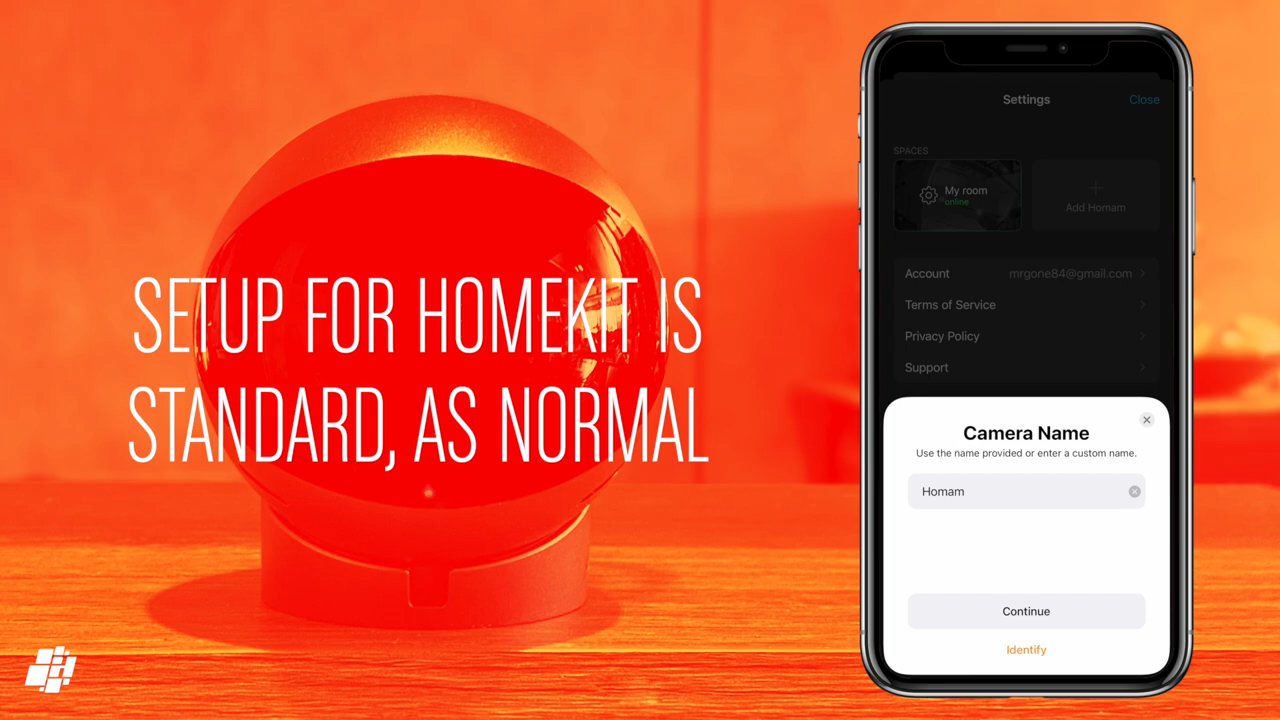 SETUP FOR HOMEKIT IS
STANDARD, AS NORMAL
Settings
Close
SPACES
My room
online
Add Homam
Account
mrgone84@gmail.com
Terms of Service
Privacy Policy
Support
Camera Name
Use the name provided or enter a custom name.
Homam
Continue
Identify
H